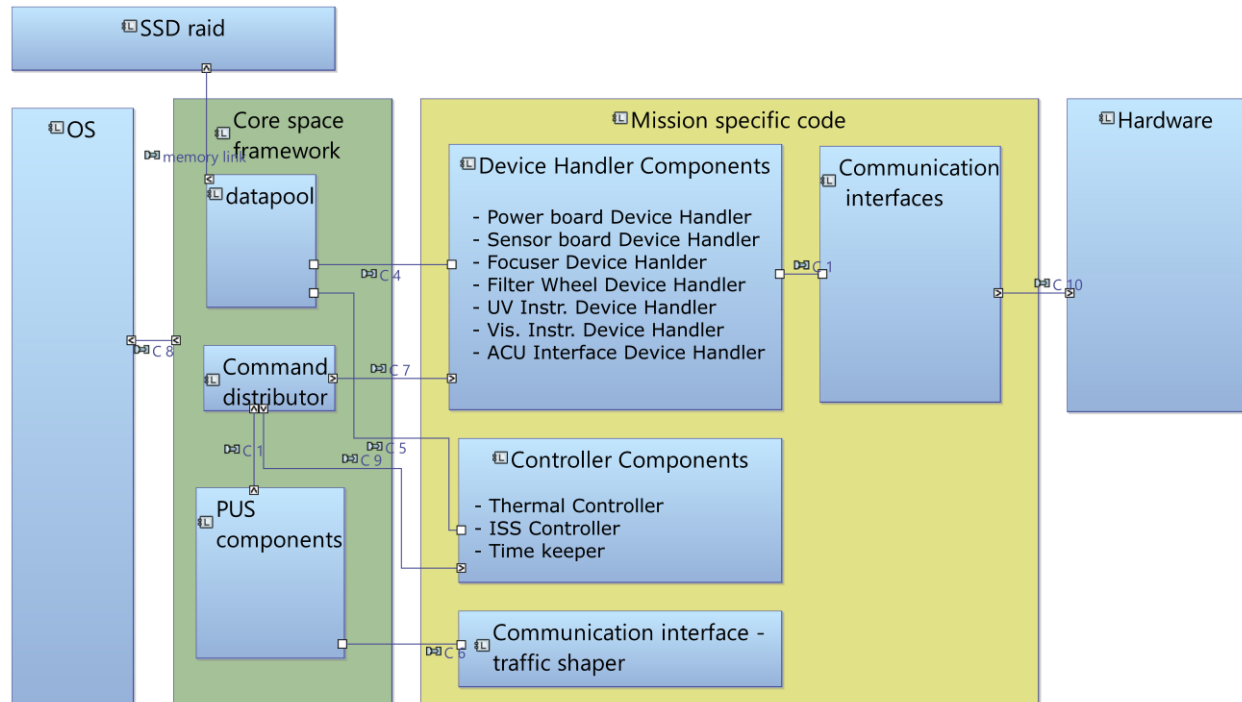 SSD raid
OS
Core space
framework
memory link
datapool
C 4
C 8
Command
distributor
C 7
C 1
C 5
C 9
PUS
components
C 6
Mission specific code
Device Handler Components
- Power board Device Handler
- Sensor board Device Handler
- Focuser Device Hanlder
- Filter Wheel Device Handler
- UV Instr. Device Handler
- Vis. Instr. Device Handler
- ACU Interface Device Handler
C 1
Communication
interfaces
C 10
Controller Components
- Thermal Controller
- ISS Controller
- Time keeper
Communication interface -
traffic shaper
Hardware